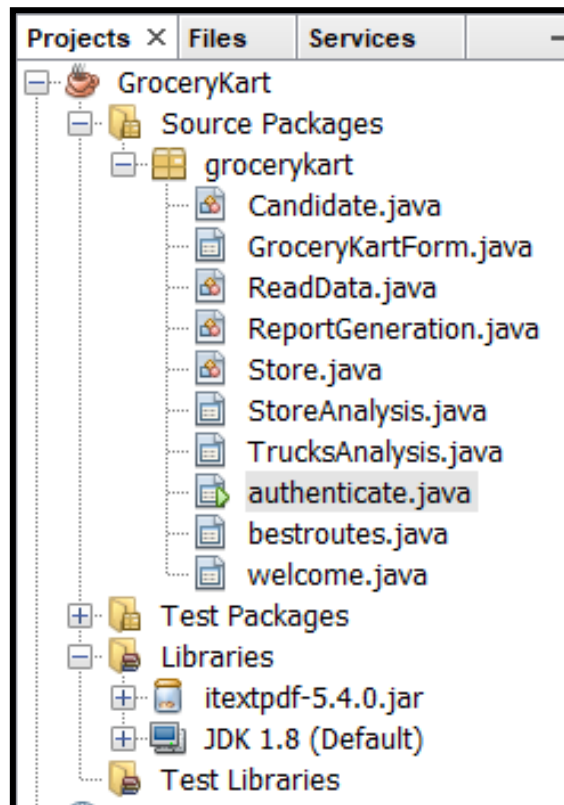 Projects Files Services
GroceryKart
Source Packages
grocerykart
Candidate.java
GroceryKartForm.java
ReadData.java
ReportGeneration.java
Store.java
StoreAnalysis.java
TrucksAnalysis.java
authenticate.java
bestroutes.java
welcome.java
Test Packages
Libraries
itextpdf-5.4.0.jar
JDK 1.8 (Default)
Test Libraries